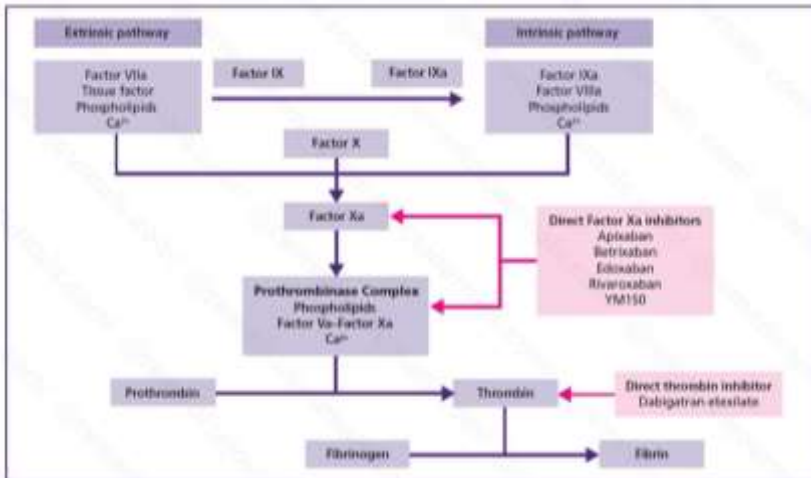 Extrinsic pathway
Intrinsic pathway
Factor VIIa
Tissue factor
Phospholipids
Ca²⁺
Factor IX
Factor IXa
Factor IXa
Factor VIIIa
Phospholipids
Ca²⁺
Factor X
Factor Xa
Direct Factor Xa inhibitors
Apixaban
Betrixaban
Edoxaban
Rivaroxaban
YM150
Prothrombinase Complex
Phospholipids
Factor Va-Factor Xa
Ca²⁺
Prothrombin
Thrombin
Direct thrombin inhibitor
Dabigatran etexilate
Fibrinogen
Fibrin